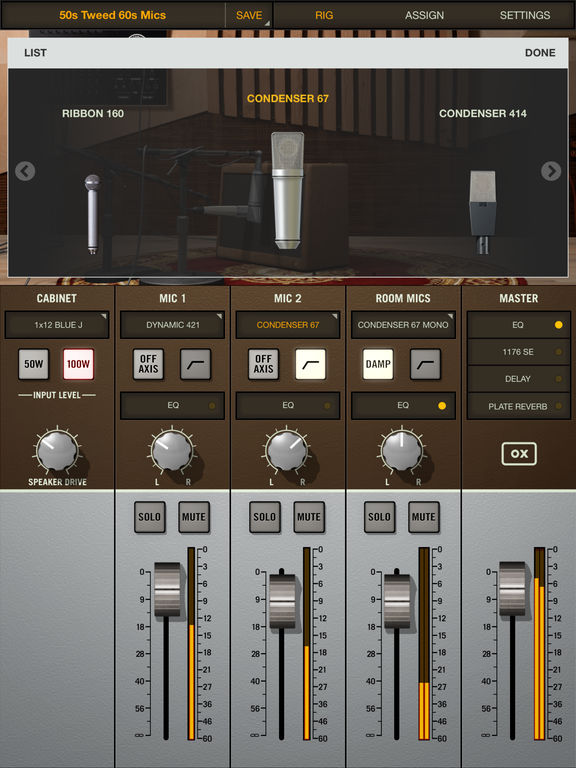 50s Tweed 60s Mics SAVE RIG ASSIGN SETTINGS
LIST DONE
CONDENSER 67
RIBBON 160 CONDENSER 414
CABINET MIC 1 MIC 2 ROOM MICS MASTER
1x12 BLUE J DYNAMIC 421 CONDENSER 67 CONDENSER 67 MONO EQ
1176 SE
50W 100W OFF AXIS OFF AXIS DAMP
DELAY
INPUT LEVEL
EQ EQ EQ PLATE REVERB
OX
SPEAKER DRIVE L R L R L R
SOLO MUTE SOLO MUTE SOLO MUTE
0 0 0 0 0 0 0 0
3 3 3 3
9 6 9 6 9 6 9 6
9 9 9 9
18 12 18 12 18 12 18 12
15 15 15 15
28 18 28 18 28 18 28 18
21 21 21 21
40 27 40 27 40 27 40 27
36 36 36 36
56 46 56 46 56 46 56 46
∞ 60 ∞ 60 ∞ 60 ∞ 60